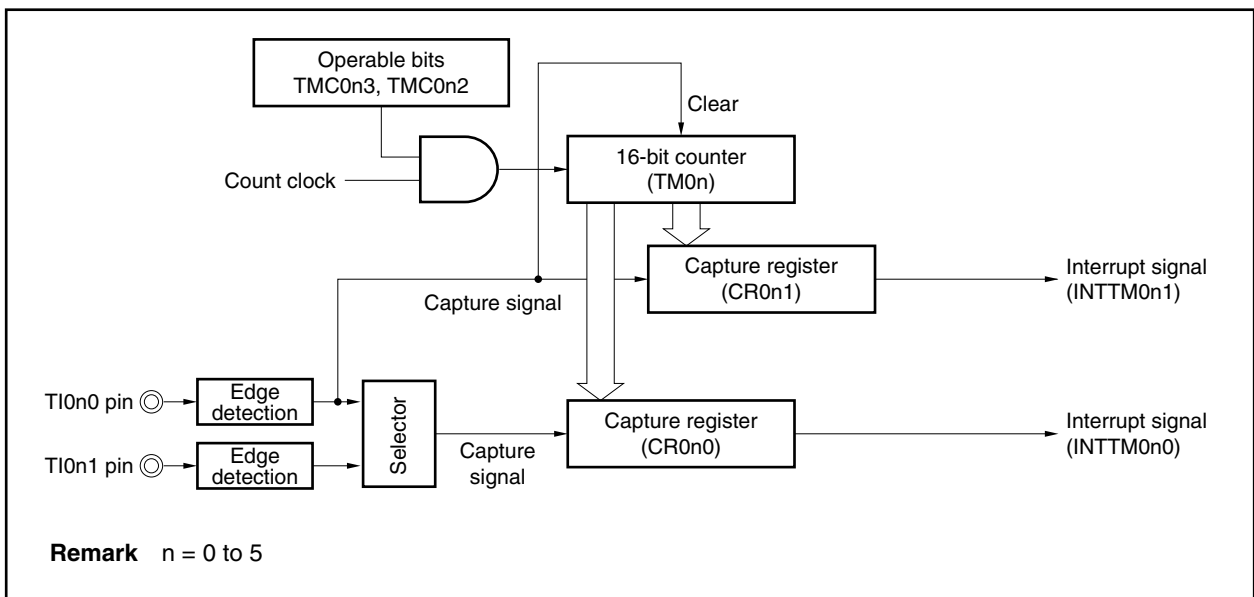 Operable bits
TMC0n3, TMC0n2
Clear
Count clock
16-bit counter
(TM0n)
Capture register
(CR0n1)
Interrupt signal
(INTTM0n1)
Capture signal
TI0n0 pin
Edge
detection
Selector
Capture register
(CR0n0)
Interrupt signal
(INTTM0n0)
Capture
signal
TI0n1 pin
Edge
detection
Remark n = 0 to 5